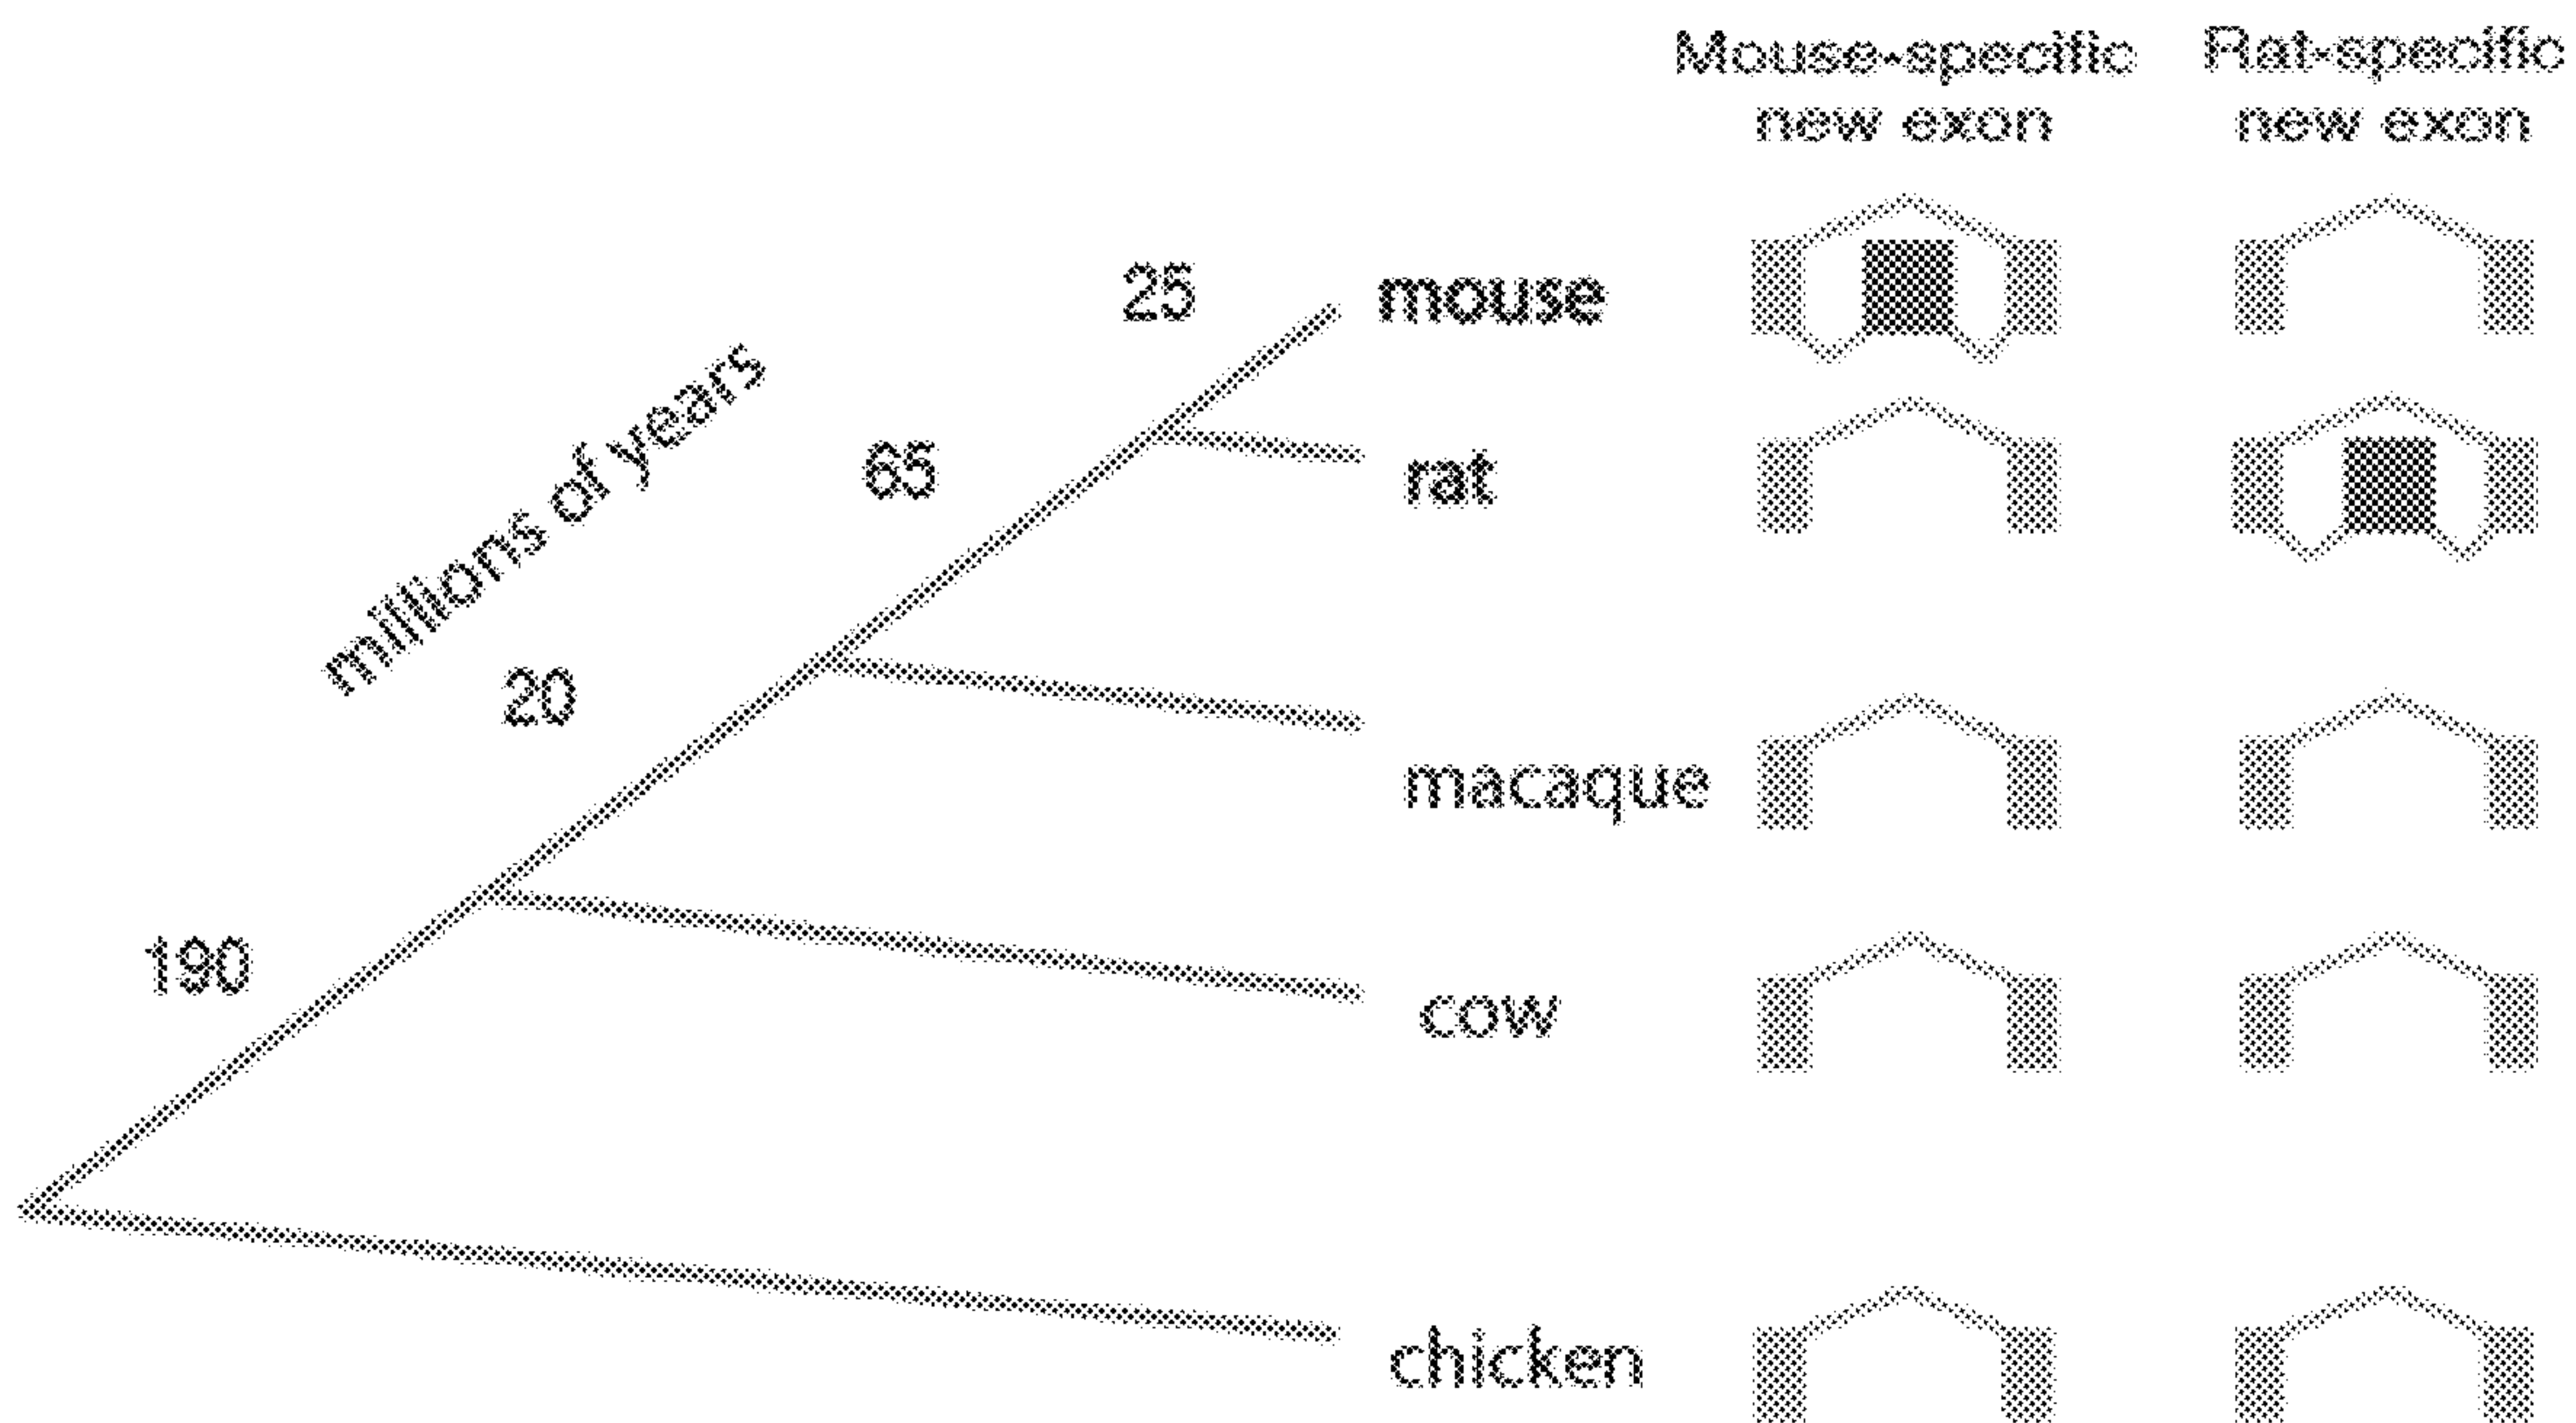 Mouse-specific
new exon
Rat-specific
new exon
25
mouse
millions of years
65
rat
20
macaque
190
cow
chicken